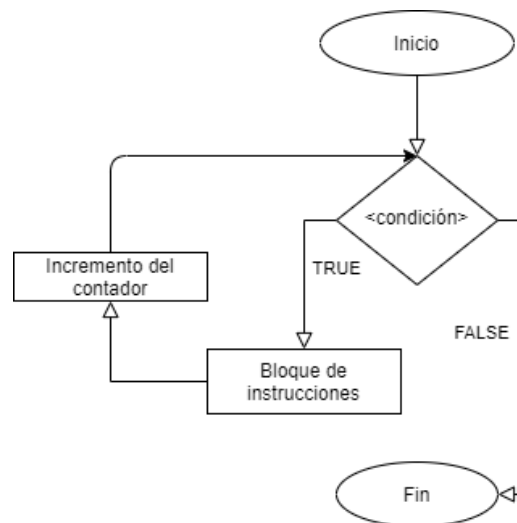 Inicio
<condición>
TRUE
Incremento del
contador
FALSE
Bloque de
instrucciones
Fin